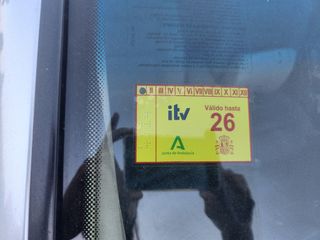 II III IV V VI VII VIII IX X XI XII
itv
Válido hasta
26
A
Junta de Andalucía